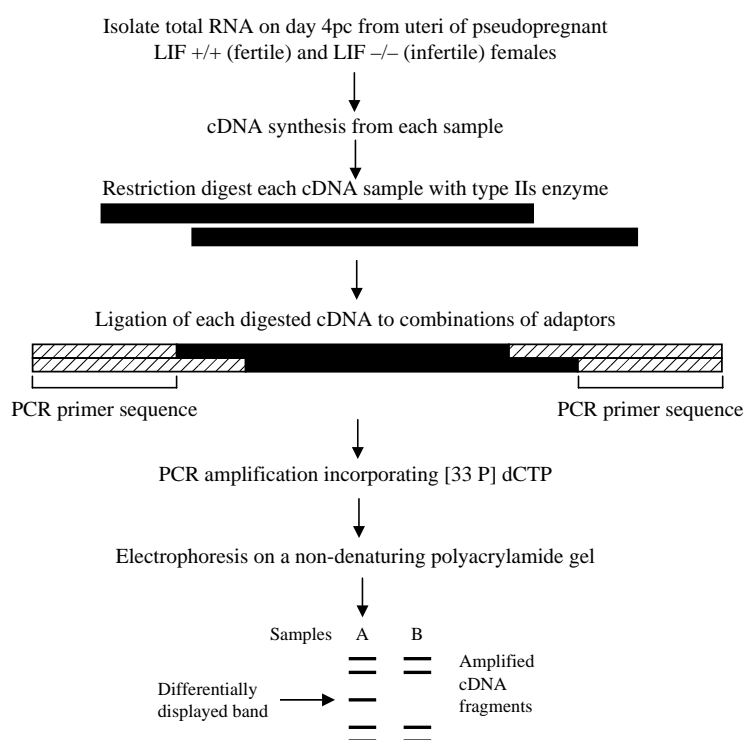 Isolate total RNA on day 4pc from uteri of pseudopregnant
LIF +/+ (fertile) and LIF –/– (infertile) females
cDNA synthesis from each sample
Restriction digest each cDNA sample with type IIs enzyme
Ligation of each digested cDNA to combinations of adaptors
PCR primer sequence
PCR primer sequence
PCR amplification incorporating [33 P] dCTP
Electrophoresis on a non-denaturing polyacrylamide gel
Samples A B
Amplified
cDNA
fragments
Differentially
displayed band